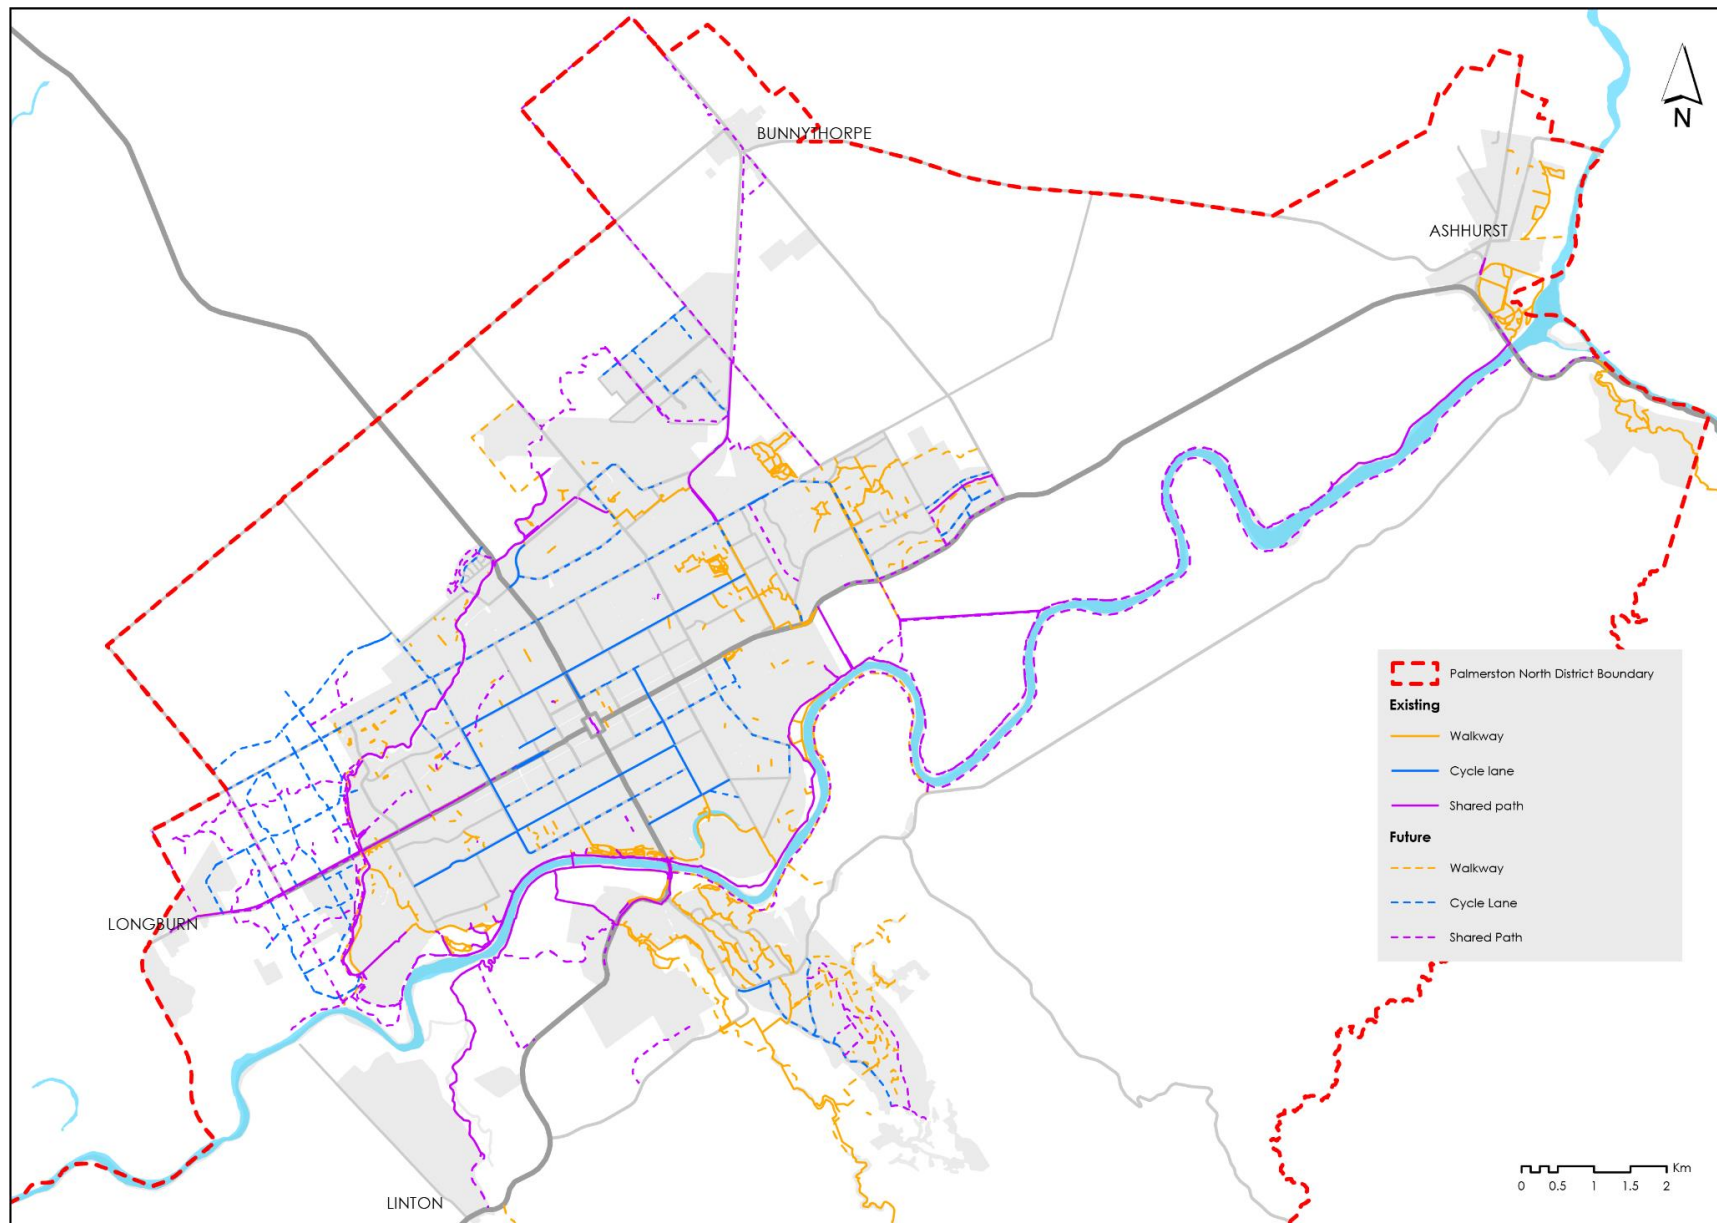 N
BUNNYTHORPE
ASHHURST
LONGBURN
LINTON
Palmerston North District Boundary
Existing
Walkway
Cycle lane
Shared path
Future
Walkway
Cycle Lane
Shared Path
Km
0 0.5 1 1.5 2